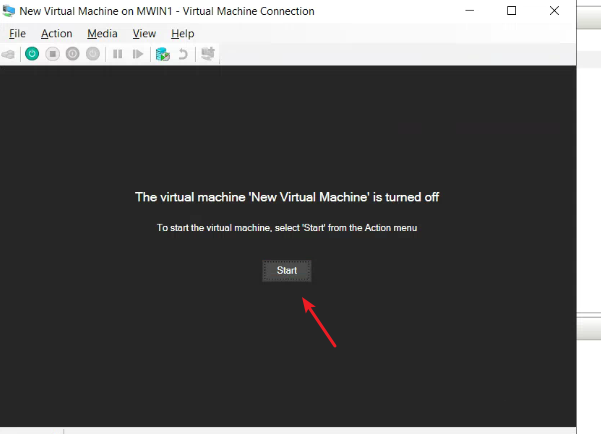 New Virtual Machine on MWIN1 - Virtual Machine Connection
File Action Media View Help
The virtual machine 'New Virtual Machine' is turned off
To start the virtual machine, select 'Start' from the Action menu
Start